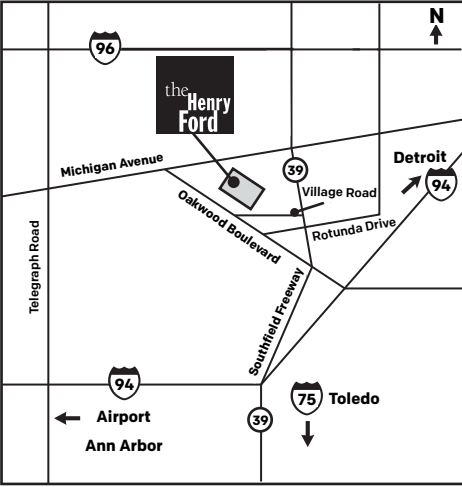 N
96
the
Henry
Ford
Michigan Avenue
39
Detroit
94
Village Road
Oakwood Boulevard
Rotunda Drive
Telegraph Road
Southfield Freeway
94
75 Toledo
Airport
39
Ann Arbor